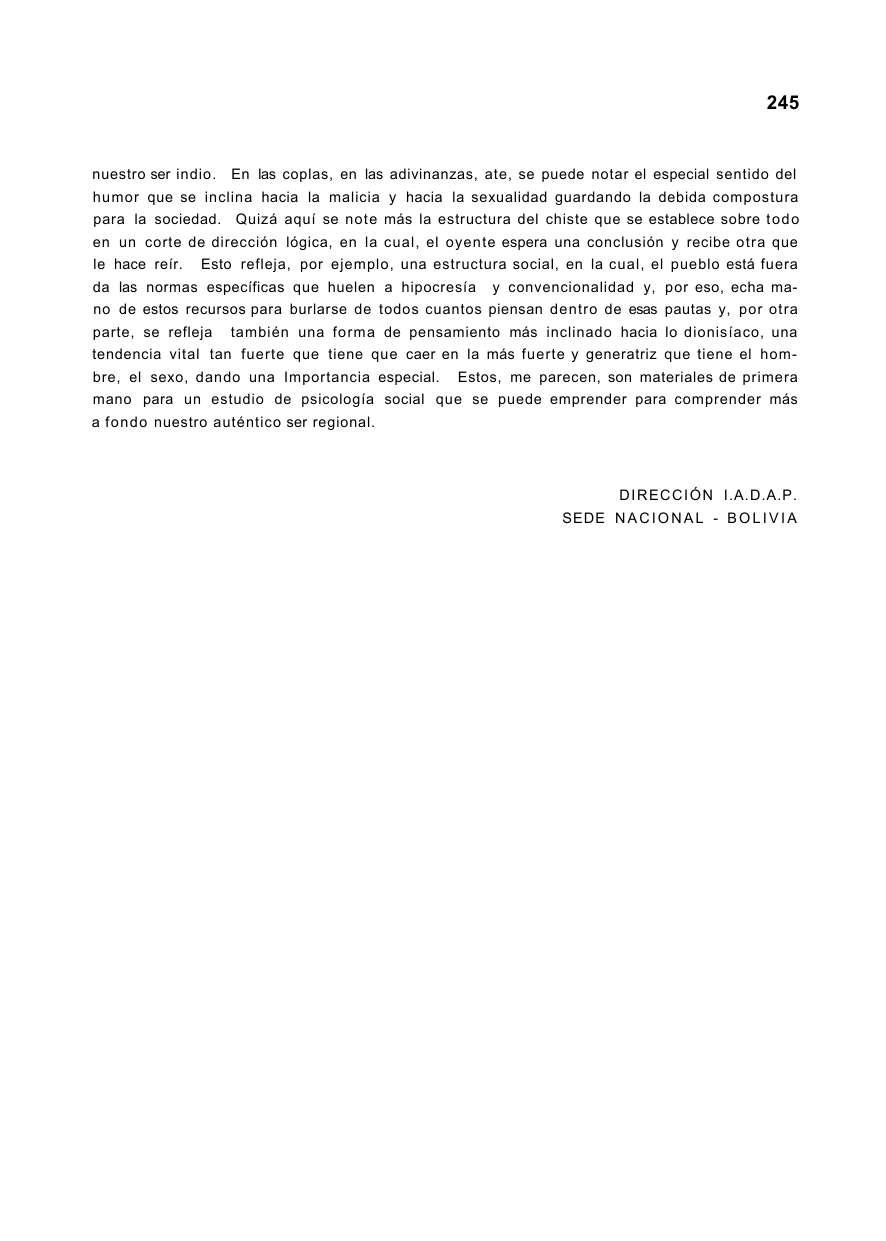 245
nuestro ser indio. En las coplas, en las adivinanzas, ate, se puede notar el especial sentido del
humor que se inclina hacia la malicia y hacia la sexualidad guardando la debida compostura
para la sociedad. Quizá aquí se note más la estructura del chiste que se establece sobre todo
en un corte de dirección lógica, en la cual, el oyente espera una conclusión y recibe otra que
le hace reír. Esto refleja, por ejemplo, una estructura social, en la cual, el pueblo está fuera
da las normas específicas que huelen a hipocresía y convencionalidad y, por eso, echa ma-
no de estos recursos para burlarse de todos cuantos piensan dentro de esas pautas y, por otra
parte, se refleja también una forma de pensamiento más inclinado hacia lo dionisíaco, una
tendencia vital tan fuerte que tiene que caer en la más fuerte y generatriz que tiene el hom-
bre, el sexo, dando una Importancia especial. Estos, me parecen, son materiales de primera
mano para un estudio de psicología social que se puede emprender para comprender más
a fondo nuestro auténtico ser regional.
DIRECCIÓN I.A.D.A.P.
SEDE NACIONAL - BOLIVIA